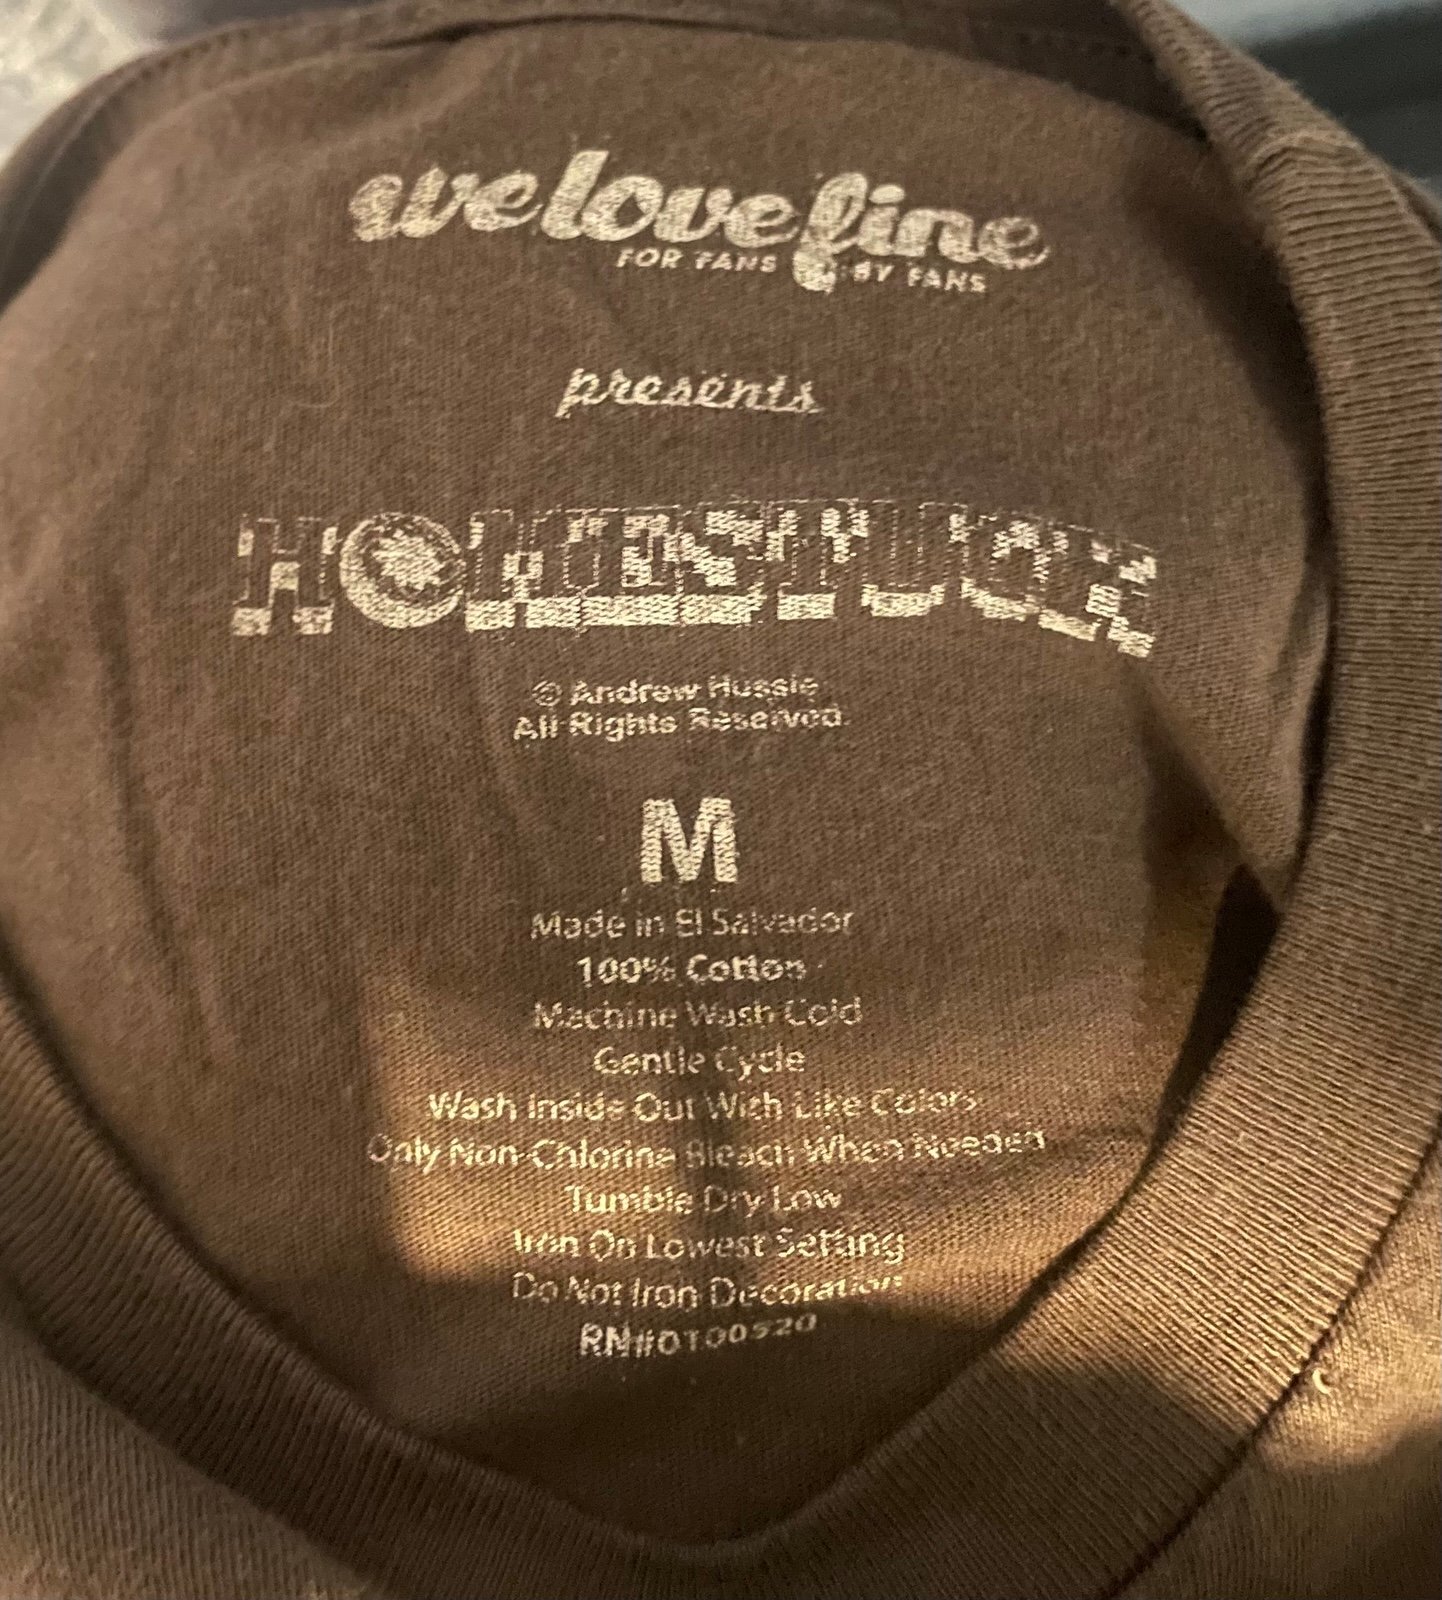 welovefine
FOR FANS BY FANS
presents
HOMESTUCK
© Andrew Hussie
All Rights Reserved.
M
Made in El Salvador
100% Cotton
Machine Wash Cold
Gentle Cycle
Wash Inside Out With Like Colors
Only Non-Chlorine Bleach When Needed
Tumble Dry Low
Iron On Lowest Setting
Do Not Iron Decoration
RN#0100520